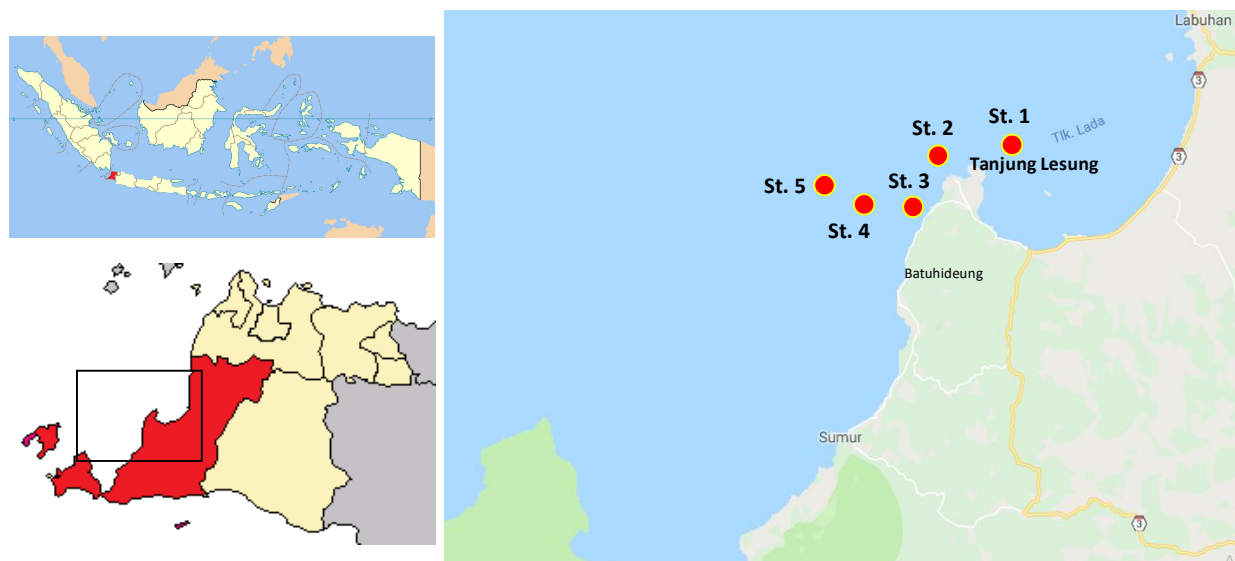 Labuhan
3
St. 1
Tlk. Lada
St. 2
3
Tanjung Lesung
St. 5
St. 3
St. 4
Batuhideung
Sumur
3